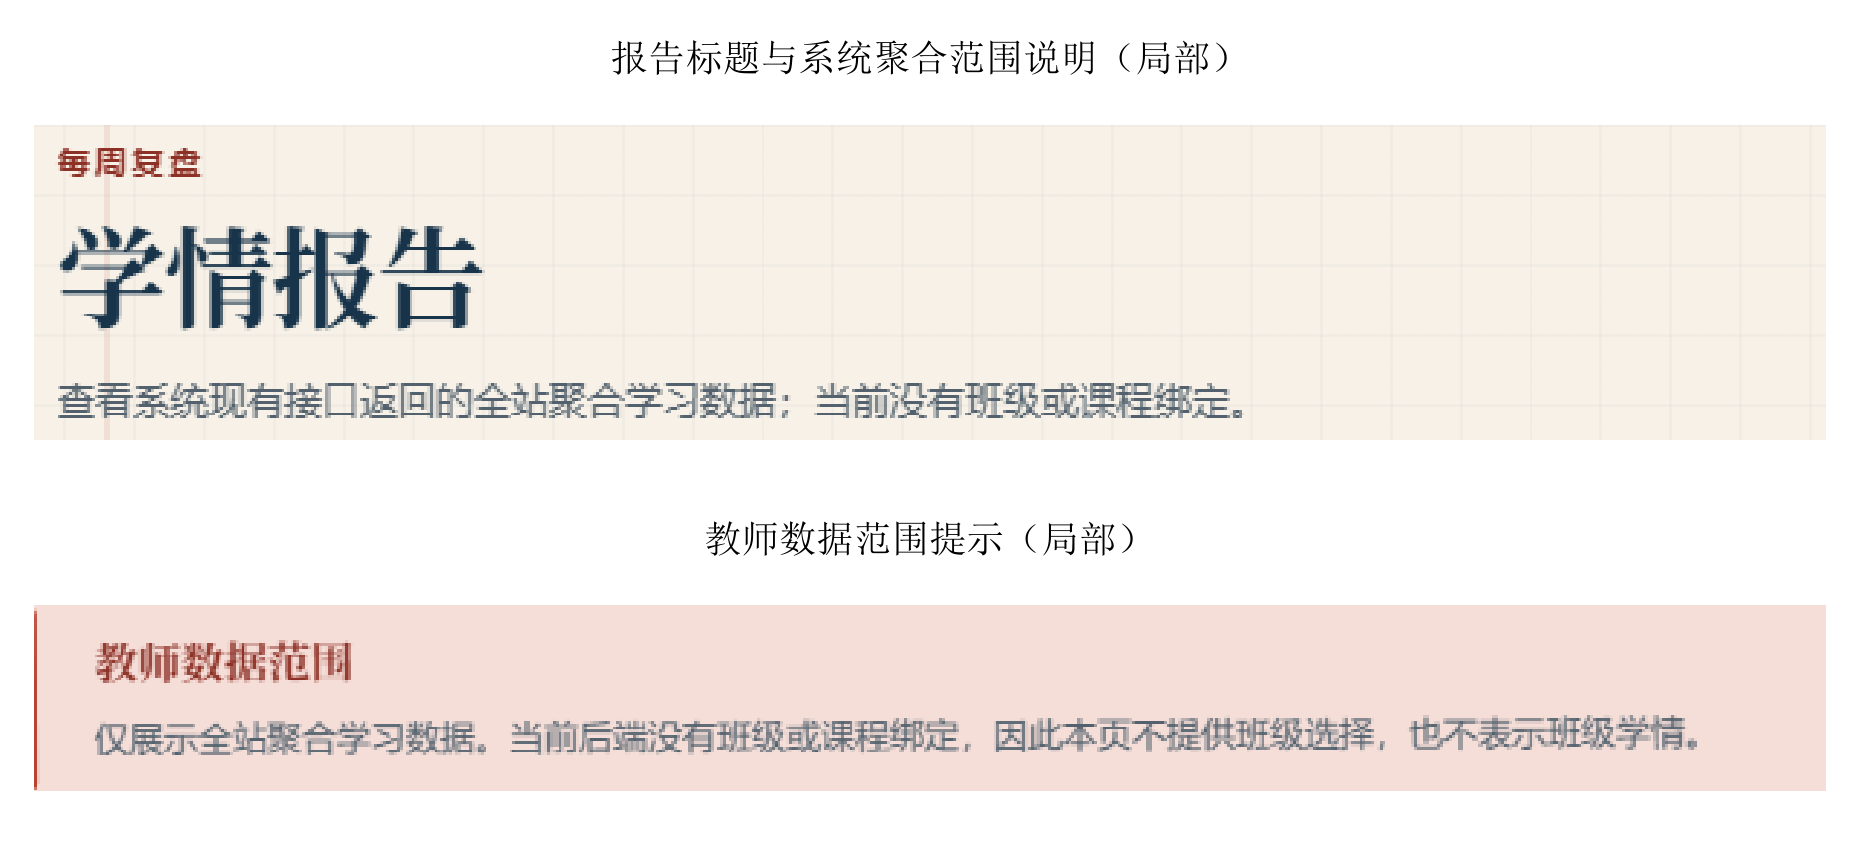 报告标题与系统聚合范围说明（局部）
每周复盘
学情报告
查看系统现有接口返回的全站聚合学习数据；当前没有班级或课程绑定。
教师数据范围提示（局部）
教师数据范围
仅展示全站聚合学习数据。当前后端没有班级或课程绑定，因此本页不提供班级选择，也不表示班级学情。